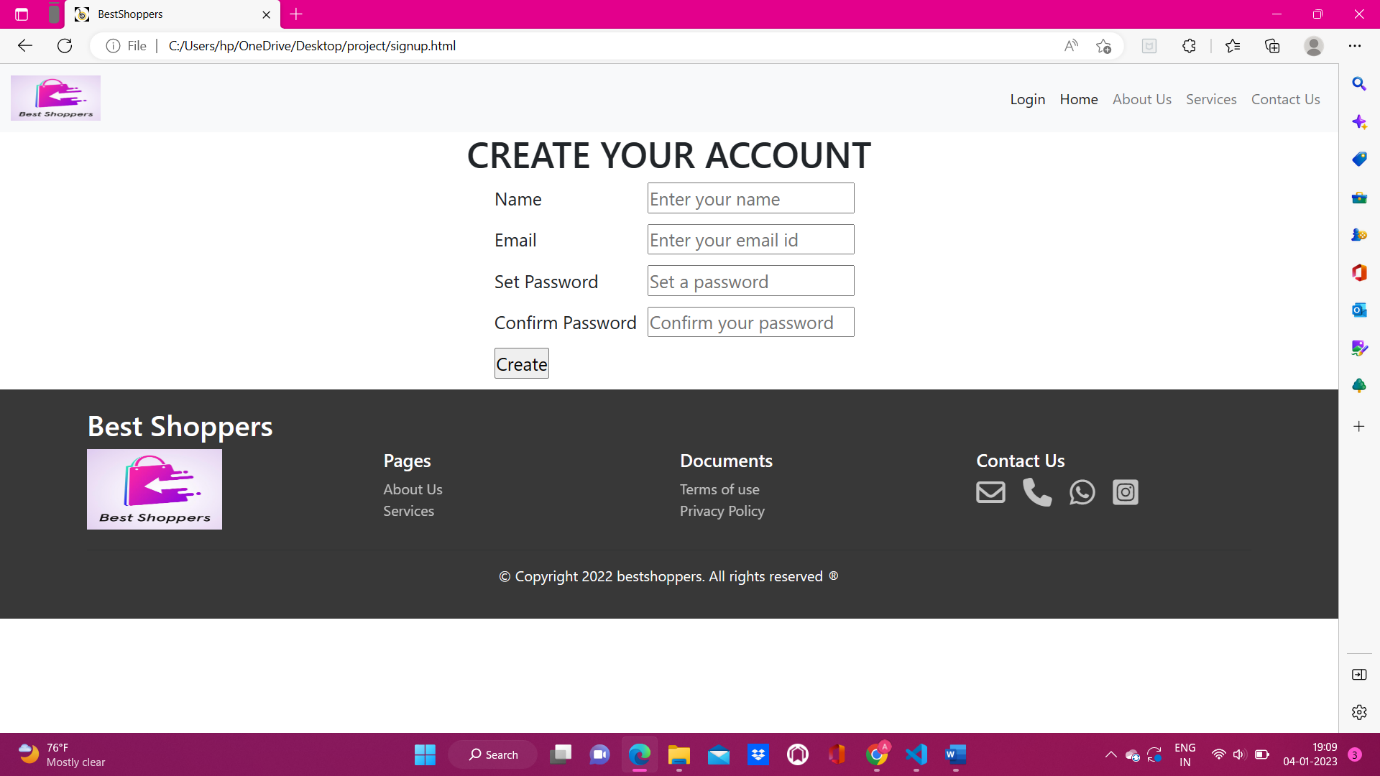 BestShoppers
File
C:/Users/hp/OneDrive/Desktop/project/signup.html
Best Shoppers
Login Home About Us Services Contact Us
CREATE YOUR ACCOUNT
Name Enter your name
Email Enter your email id
Set Password Set a password
Confirm Password Confirm your password
Create
Best Shoppers
Best Shoppers
Pages
About Us
Services
Documents
Terms of use
Privacy Policy
Contact Us
© Copyright 2022 bestshoppers. All rights reserved ®
76°F
Mostly clear
Search
A
ENG
IN
19:09
04-01-2023
3